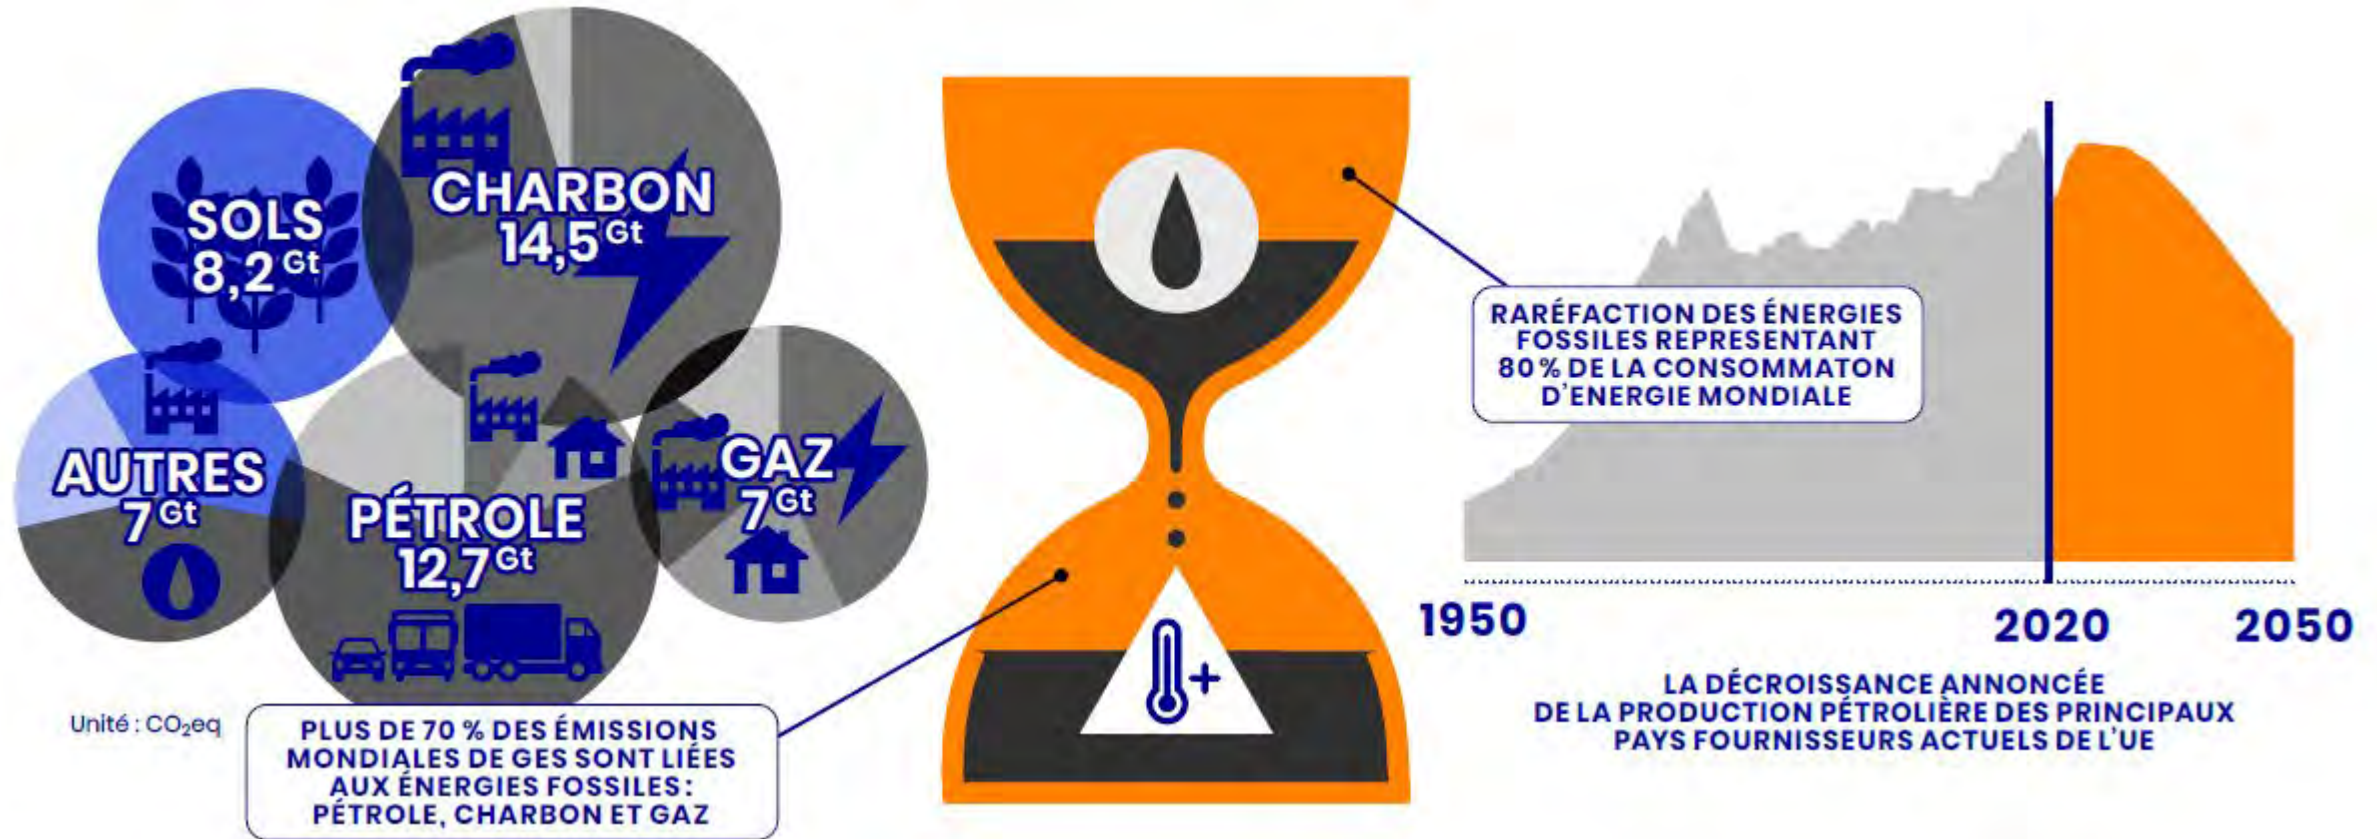 SOLS
8,2 Gt
CHARBON
14,5 Gt
AUTRES
7 Gt
PÉTROLE
12,7 Gt
GAZ
7 Gt
Unité : CO₂eq
PLUS DE 70 % DES ÉMISSIONS
MONDIALES DE GES SONT LIÉES
AUX ÉNERGIES FOSSILES :
PÉTROLE, CHARBON ET GAZ
RARÉFACTION DES ÉNERGIES
FOSSILES REPRESENTANT
80 % DE LA CONSOMMATON
D'ENERGIE MONDIALE
1950
2020
2050
LA DÉCROISSANCE ANNONCÉE
DE LA PRODUCTION PÉTROLIÈRE DES PRINCIPAUX
PAYS FOURNISSEURS ACTUELS DE L'UE